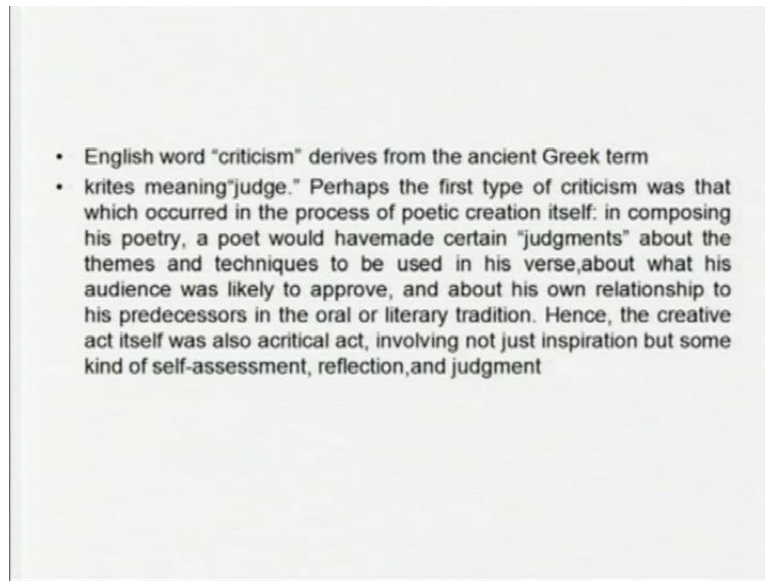 • English word "criticism" derives from the ancient Greek term
• krites meaning"judge." Perhaps the first type of criticism was that
which occurred in the process of poetic creation itself: in composing
his poetry, a poet would havemade certain "judgments" about the
themes and techniques to be used in his verse,about what his
audience was likely to approve, and about his own relationship to
his predecessors in the oral or literary tradition. Hence, the creative
act itself was also acritical act, involving not just inspiration but some
kind of self-assessment, reflection,and judgment